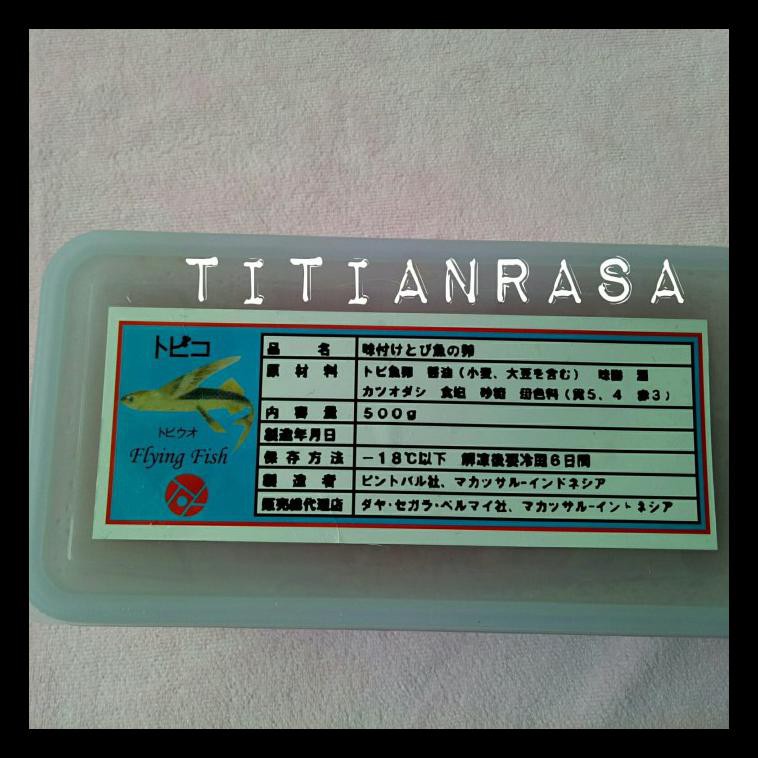 TITIANRASA
トピコ
トビウオ
Flying Fish
品 名 味付けとび魚の卵
原 材 料 トビ魚卵 醤油(小麦、大豆を含む) 味醂 酒
カツオダシ 食塩 砂糖 着色料(黄5、4 赤3)
内 容 量 500g
製造年月日
保 存 方 法 -18℃以下 解凍後要冷蔵6日間
製 造 者 ビントバル社、マカッサルーインドネシア
販売総代理店 ダヤ・セガラ・ペルマイ社、マカッサルーインドネシア